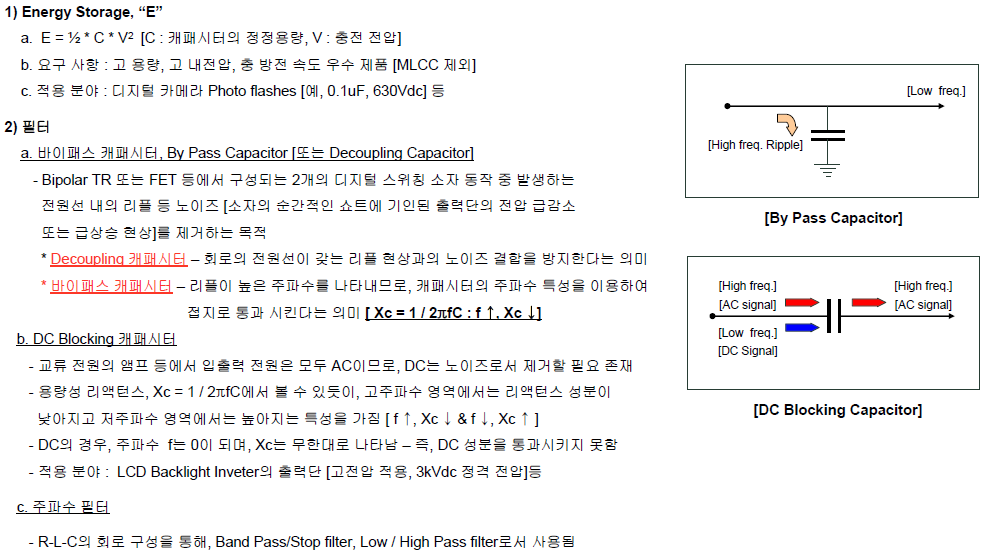 1) Energy Storage, “E”
a. E = ½ * C * V² [C : 캐패시터의 정정용량, V : 충전 전압]
b. 요구 사항 : 고 용량, 고 내전압, 충 방전 속도 우수 제품 [MLCC 제외]
c. 적용 분야 : 디지털 카메라 Photo flashes [예, 0.1uF, 630Vdc] 등
2) 필터
a. 바이패스 캐패시터, By Pass Capacitor [또는 Decoupling Capacitor]
- Bipolar TR 또는 FET 등에서 구성되는 2개의 디지털 스위칭 소자 동작 중 발생하는
전원선 내의 리플 등 노이즈 [소자의 순간적인 쇼트에 기인된 출력단의 전압 급감소
또는 급상승 현상]를 제거하는 목적
* Decoupling 캐패시터 – 회로의 전원선이 갖는 리플 현상과의 노이즈 결합을 방지한다는 의미
* 바이패스 캐패시터 – 리플이 높은 주파수를 나타내므로, 캐패시터의 주파수 특성을 이용하여
접지로 통과 시킨다는 의미 [ Xc = 1 / 2πfC : f ↑, Xc ↓]
b. DC Blocking 캐패시터
- 교류 전원의 앰프 등에서 입출력 전원은 모두 AC이므로, DC는 노이즈로서 제거할 필요 존재
- 용량성 리액턴스, Xc = 1 / 2πfC에서 볼 수 있듯이, 고주파수 영역에서는 리액턴스 성분이
낮아지고 저주파수 영역에서는 높아지는 특성을 가짐 [ f ↑, Xc ↓ & f ↓, Xc ↑ ]
- DC의 경우, 주파수 f는 0이 되며, Xc는 무한대로 나타남 – 즉, DC 성분을 통과시키지 못함
- 적용 분야 : LCD Backlight Inveter의 출력단 [고전압 적용, 3kVdc 정격 전압]등
c. 주파수 필터
- R-L-C의 회로 구성을 통해, Band Pass/Stop filter, Low / High Pass filter로서 사용됨
[Low freq.]
[High freq. Ripple]
[By Pass Capacitor]
[High freq.]
[AC signal]
[Low freq.]
[DC Signal]
[High freq.]
[AC signal]
[DC Blocking Capacitor]